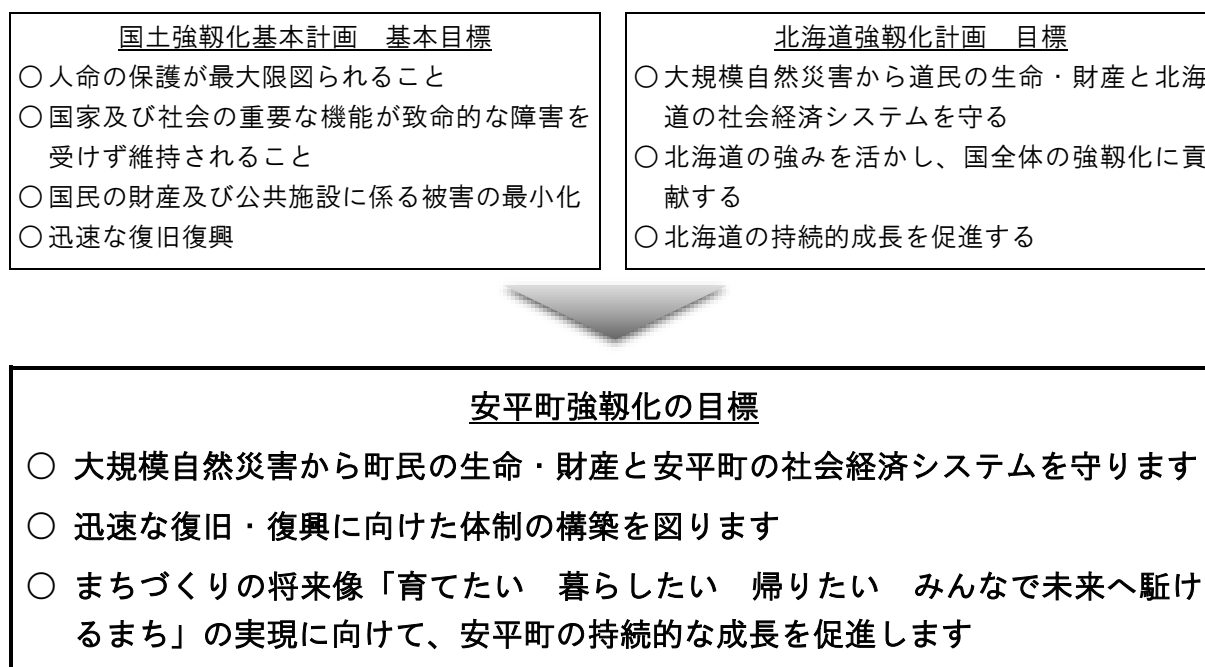 国土強靱化基本計画　基本目標
○人命の保護が最大限図られること
○国家及び社会の重要な機能が致命的な障害を
受けず維持されること
○国民の財産及び公共施設に係る被害の最小化
○迅速な復旧復興
北海道強靱化計画　目標
○大規模自然災害から道民の生命・財産と北海
道の社会経済システムを守る
○北海道の強みを活かし、国全体の強靱化に貢
献する
○北海道の持続的成長を促進する
安平町強靱化の目標
○ 大規模自然災害から町民の生命・財産と安平町の社会経済システムを守ります
○ 迅速な復旧・復興に向けた体制の構築を図ります
○ まちづくりの将来像「育てたい　暮らしたい　帰りたい　みんなで未来へ駈け
るまち」の実現に向けて、安平町の持続的な成長を促進します